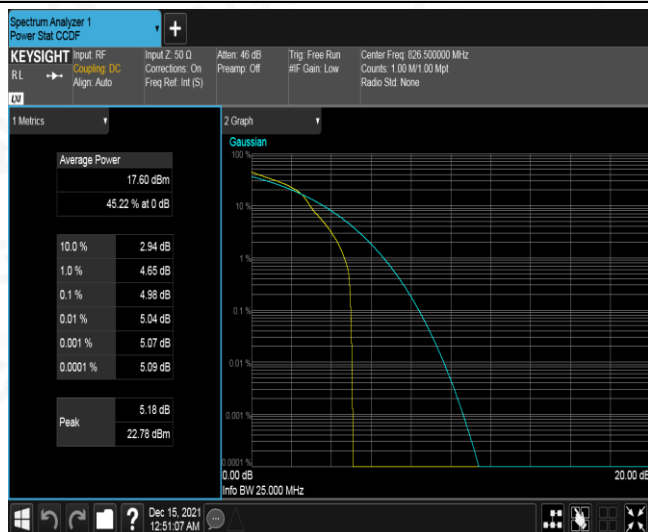 Spectrum Analyzer 1
Power Stat CCDF
+
KEYSIGHT
RL
LXI
Input: RF
Coupling: DC
Align: Auto
Input Z: 50 Ω
Corrections: On
Freq Ref: Int (S)
Atten: 46 dB
Preamp: Off
Trig: Free Run
#IF Gain: Low
Center Freq: 826.500000 MHz
Counts: 1.00 M/1.00 Mpt
Radio Std: None
1 Metrics
Average Power
17.60 dBm
45.22 % at 0 dB
10.0 % 2.94 dB
1.0 % 4.65 dB
0.1 % 4.98 dB
0.01 % 5.04 dB
0.001 % 5.07 dB
0.0001 % 5.09 dB
Peak
5.18 dB
22.78 dBm
2 Graph
Gaussian
100 %
10 %
1 %
0.1 %
0.01 %
0.001 %
0.0001 %
0.00 dB 20.00 dB
Info BW 25.000 MHz
?
Dec 15, 2021
12:51:07 AM